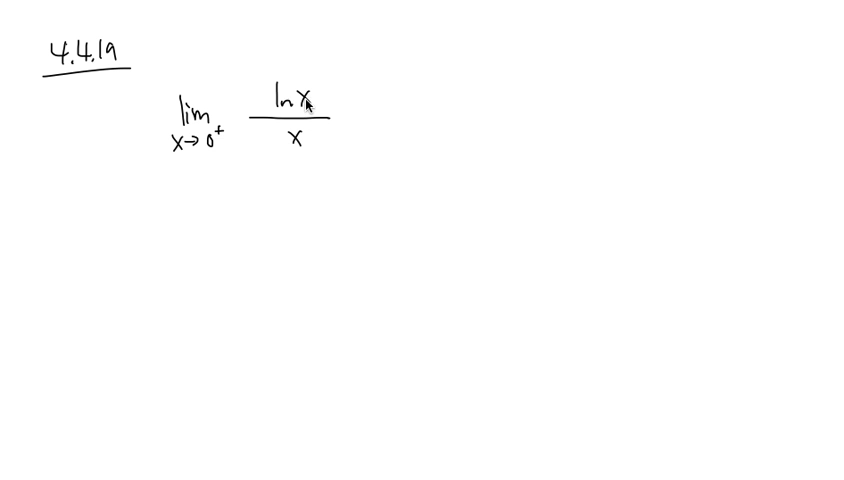 4.4.19
lim x→0⁺ ln x / x